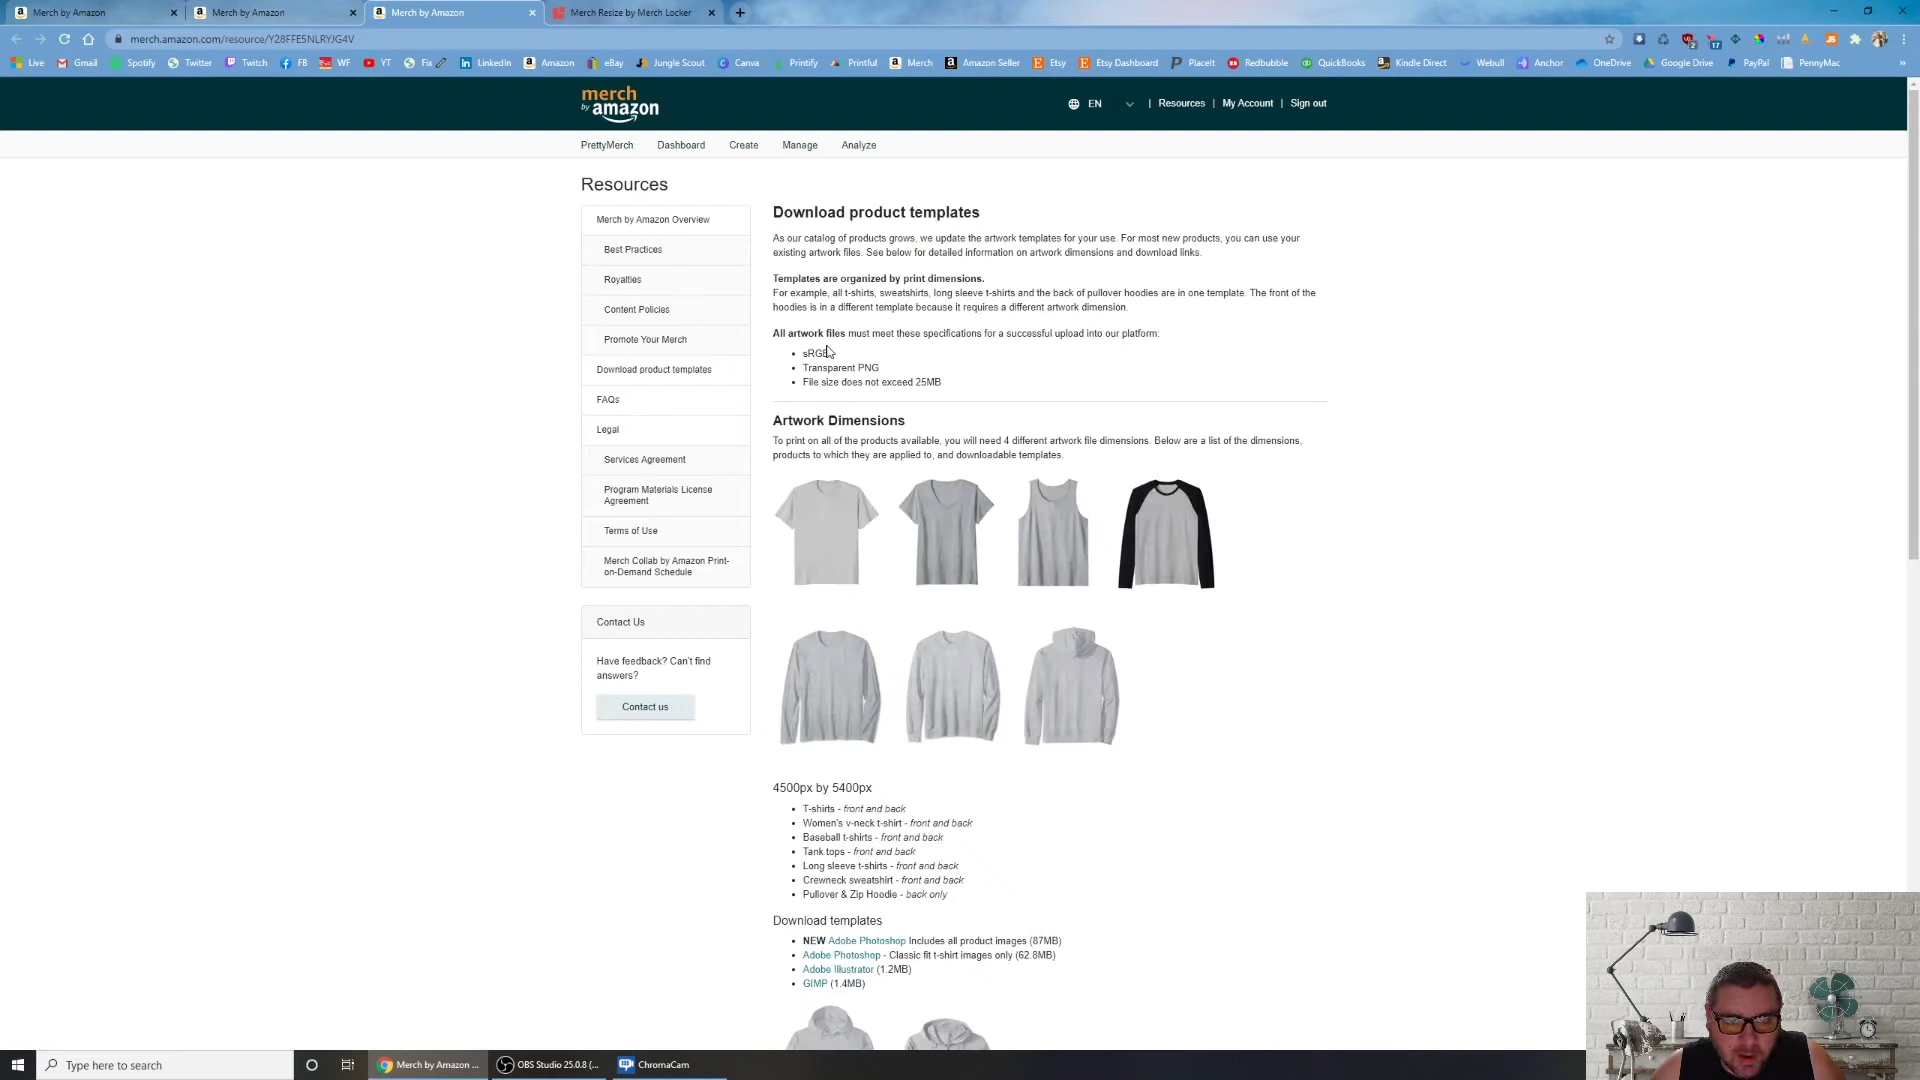 Merch by Amazon
Merch by Amazon
Merch by Amazon
Merch Resize by Merch Locker
merch.amazon.com/resource/Y28FFE5NLRYJG4V
Live Gmail Spotify Twitter Twitch FB WF YT Fix LinkedIn Amazon eBay Jungle Scout Canva Printify Printful Merch Amazon Seller Etsy Etsy Dashboard PlaceIt Redbubble QuickBooks Kindle Direct Webull Anchor OneDrive Google Drive PayPal PennyMac
merch by amazon
EN | Resources | My Account | Sign out
PrettyMerch Dashboard Create Manage Analyze
Resources
Merch by Amazon Overview
Best Practices
Royalties
Content Policies
Promote Your Merch
Download product templates
FAQs
Legal
Services Agreement
Program Materials License
Agreement
Terms of Use
Merch Collab by Amazon Print-
on-Demand Schedule
Contact Us
Have feedback? Can't find
answers?
Contact us
Download product templates
As our catalog of products grows, we update the artwork templates for your use. For most new products, you can use your
existing artwork files. See below for detailed information on artwork dimensions and download links.
Templates are organized by print dimensions.
For example, all t-shirts, sweatshirts, long sleeve t-shirts and the back of pullover hoodies are in one template. The front of the
hoodies is in a different template because it requires a different artwork dimension.
All artwork files must meet these specifications for a successful upload into our platform:
• sRGB
• Transparent PNG
• File size does not exceed 25MB
Artwork Dimensions
To print on all of the products available, you will need 4 different artwork file dimensions. Below are a list of the dimensions,
products to which they are applied to, and downloadable templates.
4500px by 5400px
• T-shirts - front and back
• Women's v-neck t-shirt - front and back
• Baseball t-shirts - front and back
• Tank tops - front and back
• Long sleeve t-shirts - front and back
• Crewneck sweatshirt - front and back
• Pullover & Zip Hoodie - back only
Download templates
• NEW Adobe Photoshop Includes all product images (87MB)
• Adobe Photoshop - Classic fit t-shirt images only (62.8MB)
• Adobe Illustrator (1.2MB)
• GIMP (1.4MB)
Type here to search
Merch by Amazon ...
OBS Studio 25.0.8 (...
ChromaCam